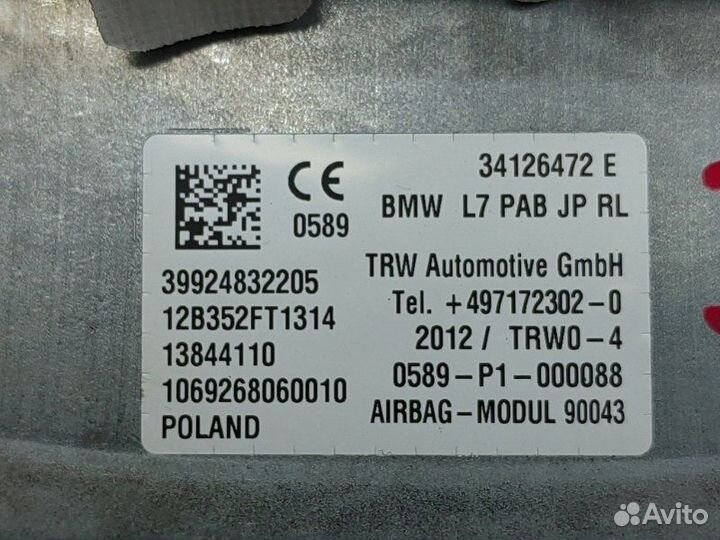 34126472 E
CE
0589
BMW L7 PAB JP RL
39924832205
12B352FT1314
13844110
1069268060010
POLAND
TRW Automotive GmbH
Tel. +497172302-0
2012 / TRW0-4
0589-P1-000088
AIRBAG-MODUL 90043
Avito